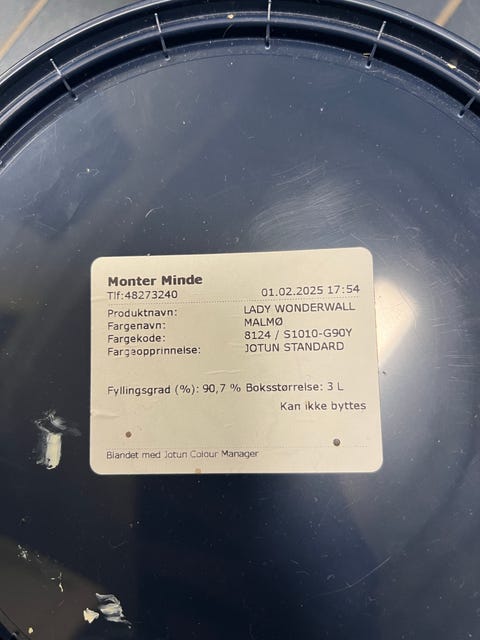 Monter Minde
Tlf:48273240 01.02.2025 17:54
Produktnavn: LADY WONDERWALL
Fargenavn: MALMØ
Fargekode: 8124 / S1010-G90Y
Fargeopprinnelse: JOTUN STANDARD
Fyllingsgrad (%): 90,7 % Boksstørrelse: 3 L
Kan ikke byttes
Blandet med Jotun Colour Manager